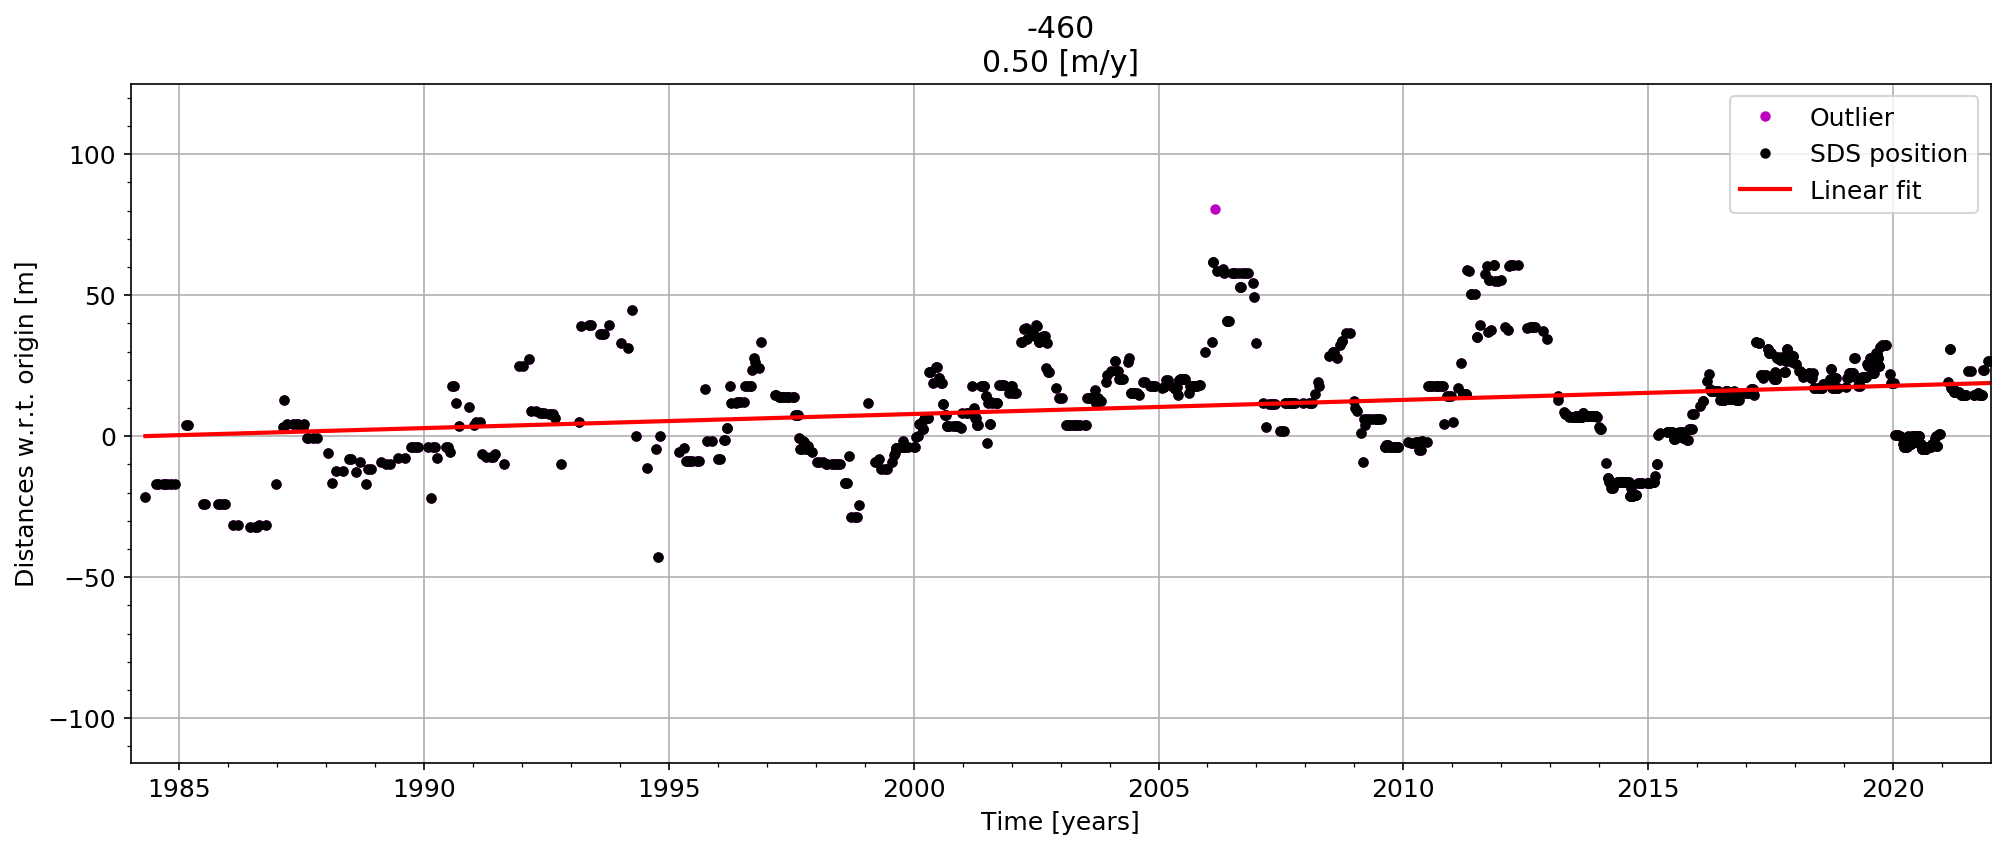 -460
0.50 [m/y]
Outlier
SDS position
Linear fit
Distances w.r.t. origin [m]
100
50
0
−50
−100
1985 1990 1995 2000 2005 2010 2015 2020
Time [years]